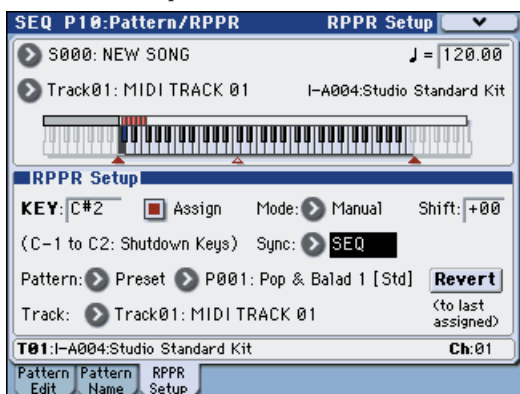 SEQ P10:Pattern/RPPR RPPR Setup
S000: NEW SONG ♩ = 120.00
Track01: MIDI TRACK 01 I-A004:Studio Standard Kit
RPPR Setup
KEY: C#2 Assign Mode: Manual Shift: +00
(C-1 to C2: Shutdown Keys) Sync: SEQ
Pattern: Preset P001: Pop & Balad 1 [Std] Revert
Track: Track01: MIDI TRACK 01 (to last
assigned)
T01:I-A004:Studio Standard Kit Ch:01
Pattern Edit Pattern Name RPPR Setup